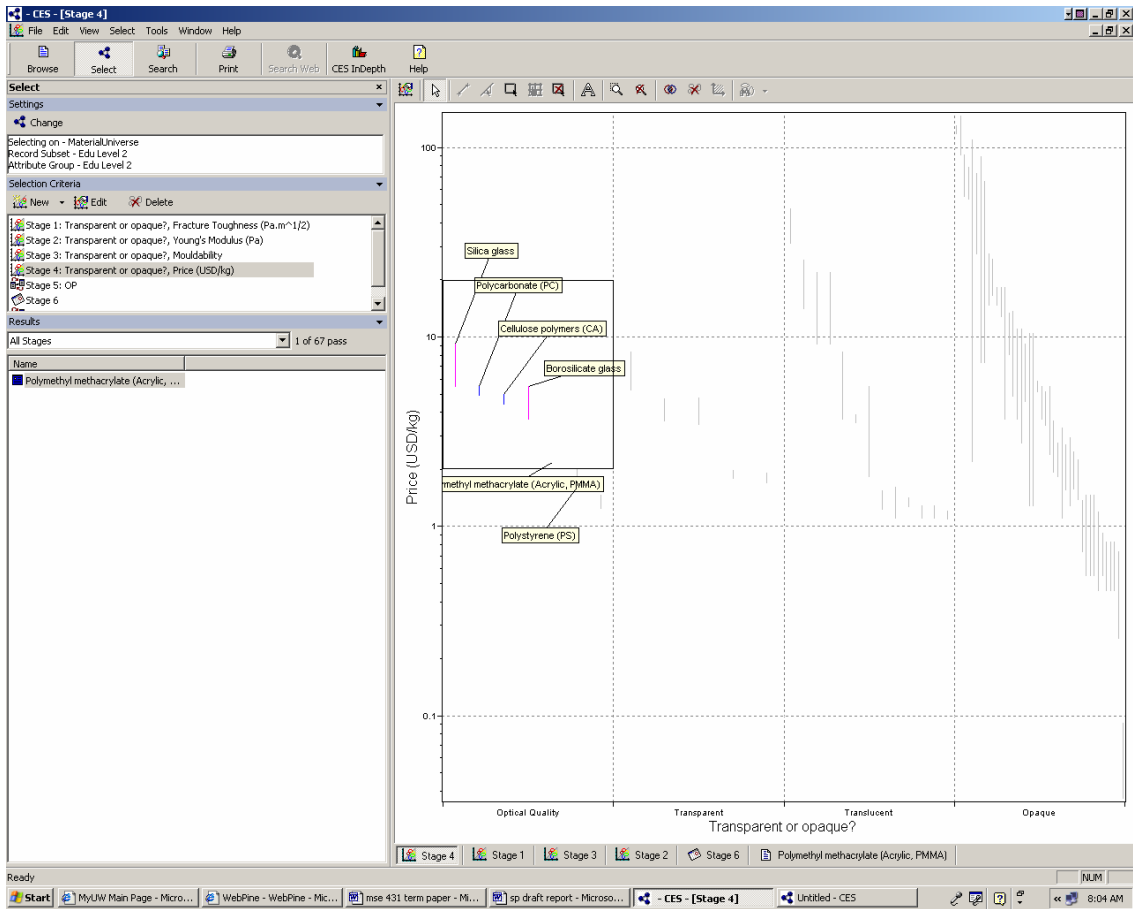 - CES - [Stage 4]
File Edit View Select Tools Window Help
Browse Select Search Print Search Web CES InDepth Help
Select
Settings
Change
Selecting on - MaterialUniverse
Record Subset - Edu Level 2
Attribute Group - Edu Level 2
Selection Criteria
New Edit Delete
Stage 1: Transparent or opaque?, Fracture Toughness (Pa.m^1/2)
Stage 2: Transparent or opaque?, Young's Modulus (Pa)
Stage 3: Transparent or opaque?, Mouldability
Stage 4: Transparent or opaque?, Price (USD/kg)
Stage 5: OP
Stage 6
Results
All Stages 1 of 67 pass
Name
Polymethyl methacrylate (Acrylic, ...
100
Silica glass
Polycarbonate (PC)
Cellulose polymers (CA)
10
Borosilicate glass
Price (USD/kg)
methyl methacrylate (Acrylic, PMMA)
1
Polystyrene (PS)
0.1
Optical Quality Transparent Translucent Opaque
Transparent or opaque?
Stage 4 Stage 1 Stage 3 Stage 2 Stage 6 Polymethyl methacrylate (Acrylic, PMMA)
Ready NUM
Start MyUW Main Page - Micro... WebPine - WebPine - Mic... mse 431 term paper - Mi... sp draft report - Microso... - CES - [Stage 4] Untitled - CES « 8:04 AM